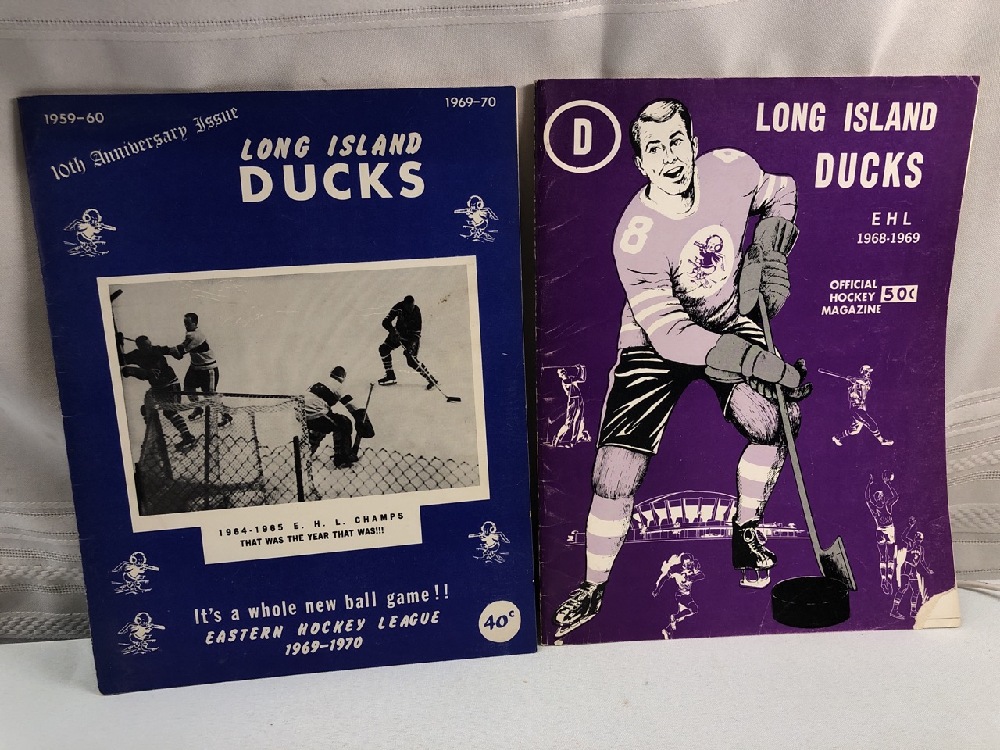 1959-60
1969-70
10th Anniversary Issue
LONG ISLAND
DUCKS
1964-1965 E. H. L. CHAMPS
THAT WAS THE YEAR THAT WAS!!!
It's a whole new ball game!!
EASTERN HOCKEY LEAGUE
1969-1970
40¢
D
LONG ISLAND
DUCKS
EHL
1968-1969
OFFICIAL
HOCKEY 50¢
MAGAZINE
8